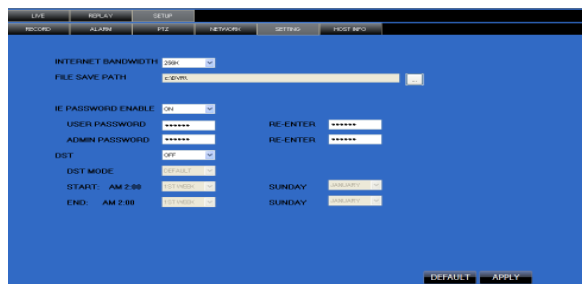 LIVE REPLAY SETUP
RECORD ALARM PTZ NETWORK SETTING HOST INFO
INTERNET BANDWIDTH 256K
FILE SAVE PATH c:\DVR\ ...
IE PASSWORD ENABLE ON
USER PASSWORD •••••• RE-ENTER ••••••
ADMIN PASSWORD •••••• RE-ENTER ••••••
DST OFF
DST MODE DEFAULT
START: AM 2:00 1ST WEEK SUNDAY JANUARY
END: AM 2:00 1ST WEEK SUNDAY JANUARY
DEFAULT APPLY